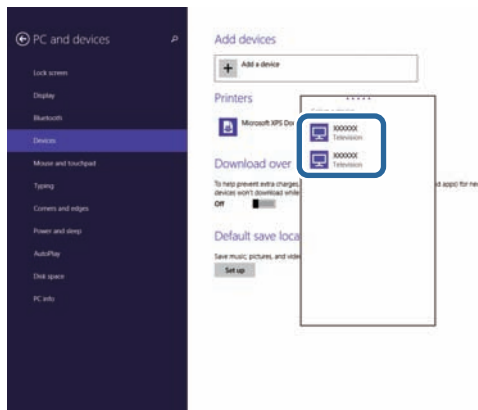 PC and devices
Lock screen
Display
Bluetooth
Devices
Mouse and touchpad
Typing
Corners and edges
Power and sleep
AutoPlay
Disk space
PC info
Add devices
Add a device
Printers
Microsoft XPS Doc
Download over
To help prevent extra charges,
d apps) for new
devices won't download while
Off
Default save loca
Save music, pictures, and video
Set up
XXXXXX
Television
XXXXXX
Television